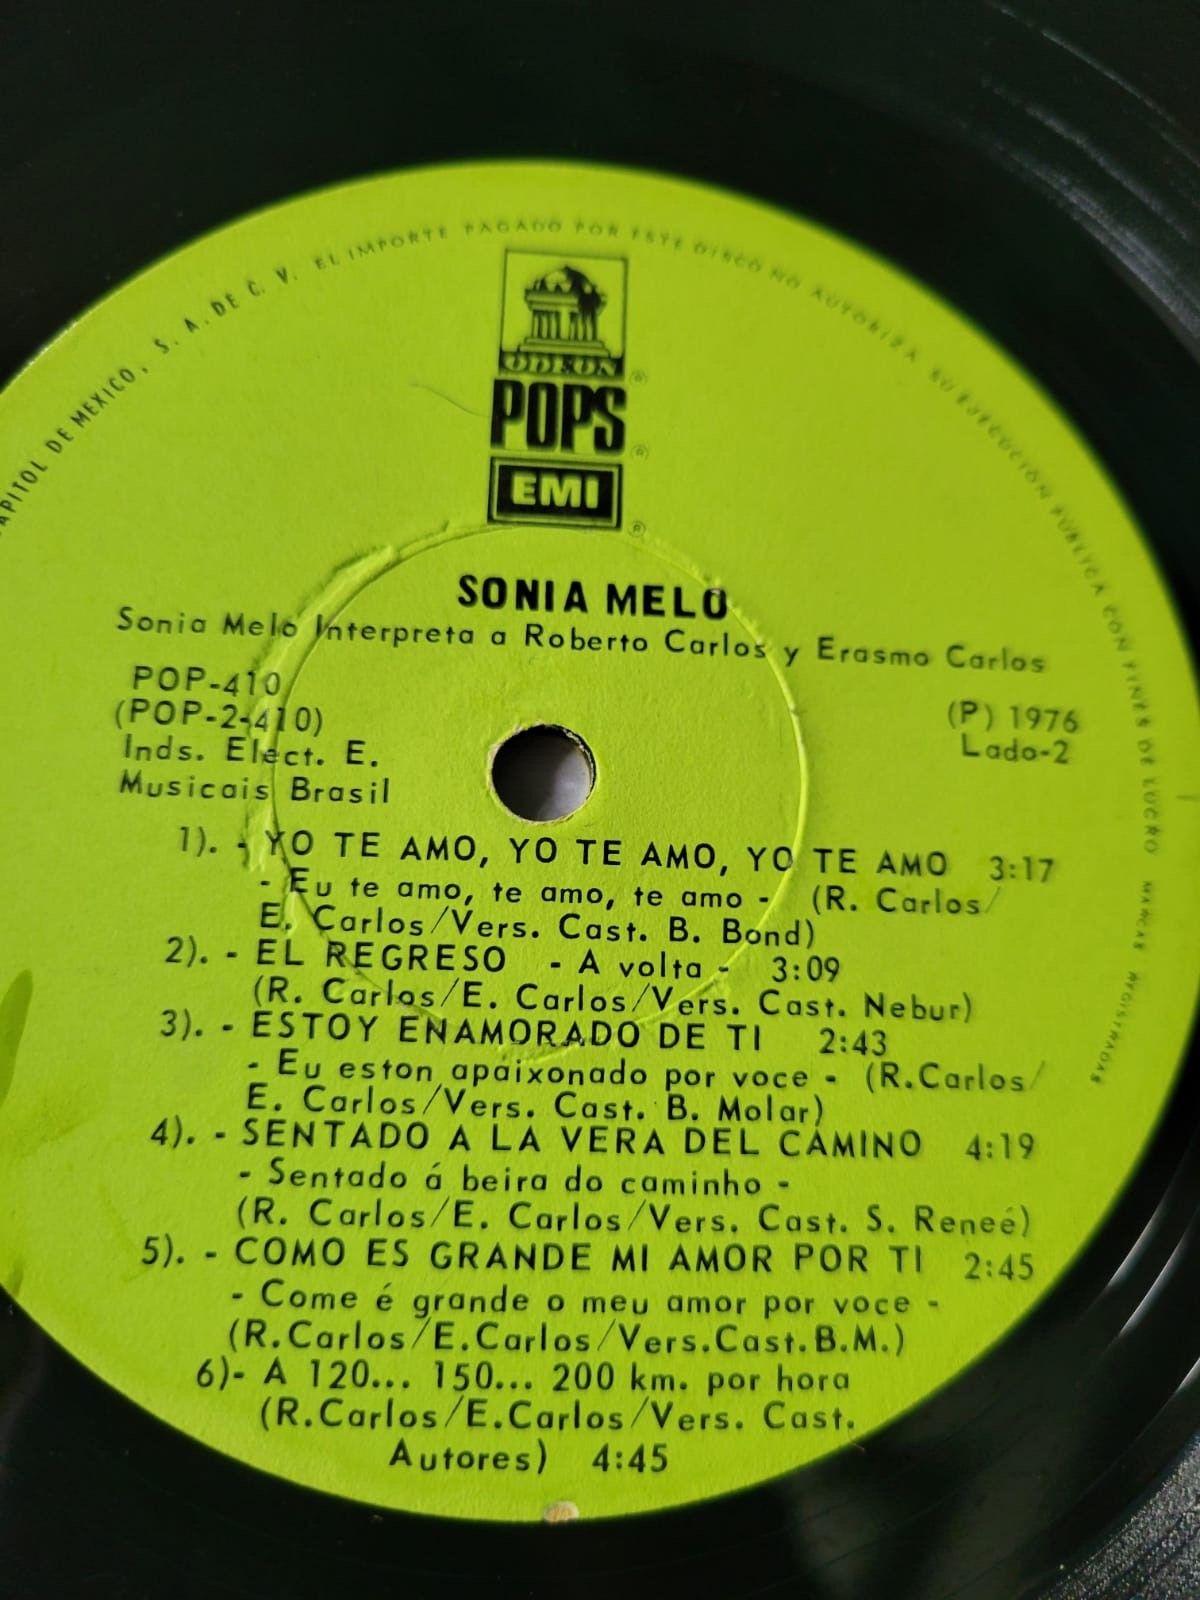 CAPITOL DE MEXICO, S. A. DE C. V. EL IMPORTE PAGADO POR ESTE DISCO NO AUTORIZA SU EJECUCION PUBLICA CON FINES DE LUCRO MARCAS REGISTRADAS
ODEON ®
POPS ®
EMI ®
SONIA MELO
Sonia Melo Interpreta a Roberto Carlos y Erasmo Carlos
POP-410
(POP-2-410) (P) 1976
Inds. Elect. E. Lado-2
Musicais Brasil
1). - YO TE AMO, YO TE AMO, YO TE AMO 3:17
- Eu te amo, te amo, te amo - (R. Carlos/
E. Carlos/Vers. Cast. B. Bond)
2). - EL REGRESO - A volta - 3:09
(R. Carlos/E. Carlos/Vers. Cast. Nebur)
3). - ESTOY ENAMORADO DE TI 2:43
- Eu eston apaixonado por voce - (R.Carlos/
E. Carlos/Vers. Cast. B. Molar)
4). - SENTADO A LA VERA DEL CAMINO 4:19
- Sentado á beira do caminho -
(R. Carlos/E. Carlos/Vers. Cast. S. Reneé)
5). - COMO ES GRANDE MI AMOR POR TI 2:45
- Come é grande o meu amor por voce -
(R.Carlos/E.Carlos/Vers.Cast.B.M.)
6)- A 120... 150... 200 km. por hora
(R.Carlos/E.Carlos/Vers. Cast.
Autores) 4:45